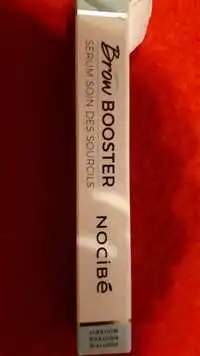 Brow BOOSTER
SERUM SOIN DES SOURCILS
NOCIBÉ